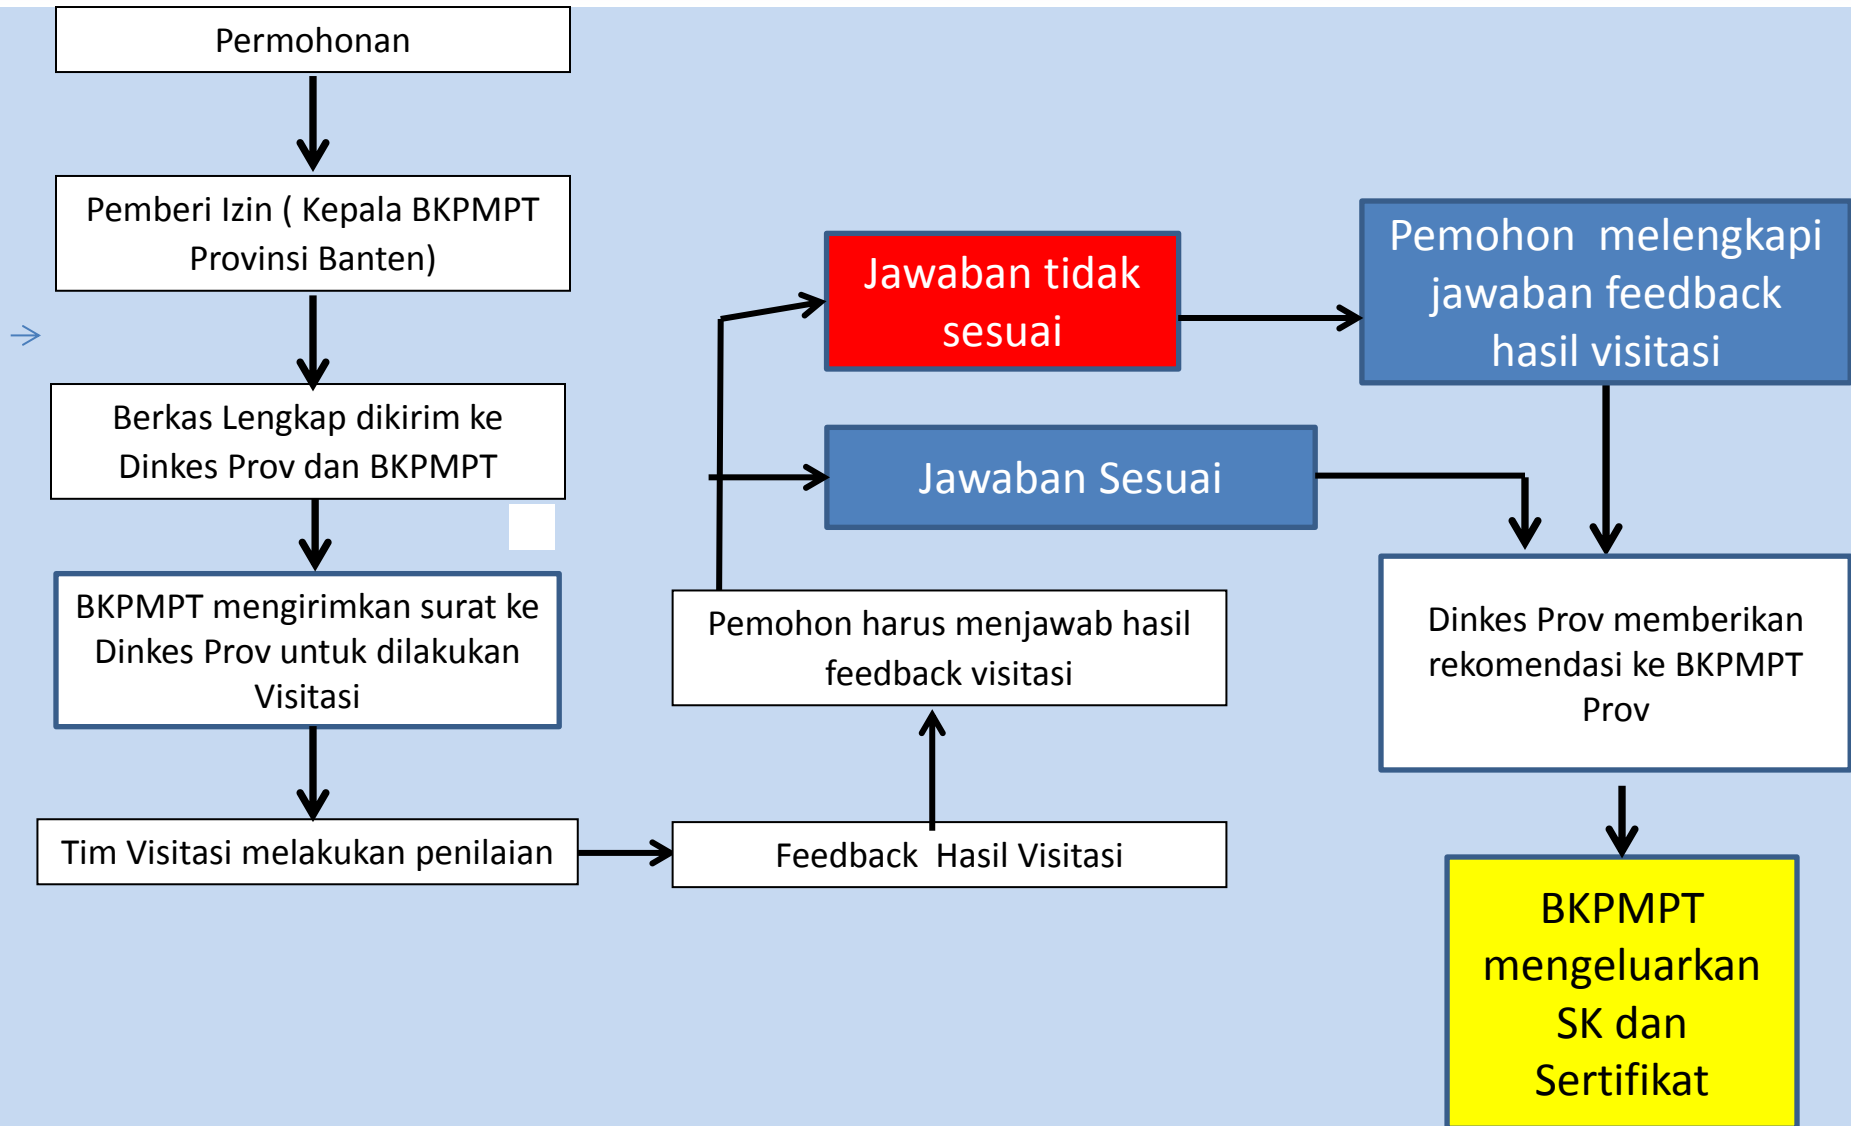 Permohonan
Pemberi Izin ( Kepala BKPMPT
Provinsi Banten)
Berkas Lengkap dikirim ke
Dinkes Prov dan BKPMPT
BKPMPT mengirimkan surat ke
Dinkes Prov untuk dilakukan
Visitasi
Tim Visitasi melakukan penilaian
Feedback  Hasil Visitasi
Pemohon harus menjawab hasil
feedback visitasi
Jawaban tidak
sesuai
Jawaban Sesuai
Pemohon  melengkapi
jawaban feedback
hasil visitasi
Dinkes Prov memberikan
rekomendasi ke BKPMPT
Prov
BKPMPT
mengeluarkan
SK dan
Sertifikat